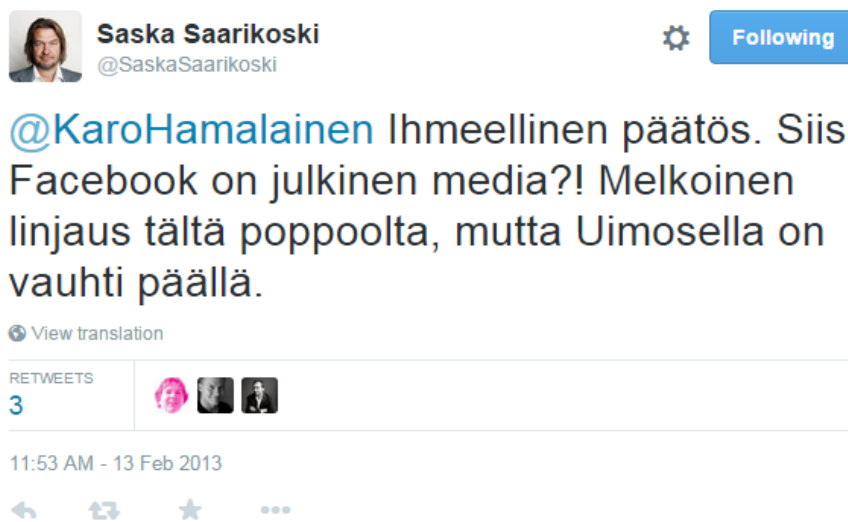 Saska Saarikoski
@SaskaSaarikoski
Following
@KaroHamalainen Ihmeellinen päätös. Siis
Facebook on julkinen media?! Melkoinen
linjaus tältä poppoolta, mutta Uimosella on
vauhti päällä.
View translation
RETWEETS
3
11:53 AM - 13 Feb 2013